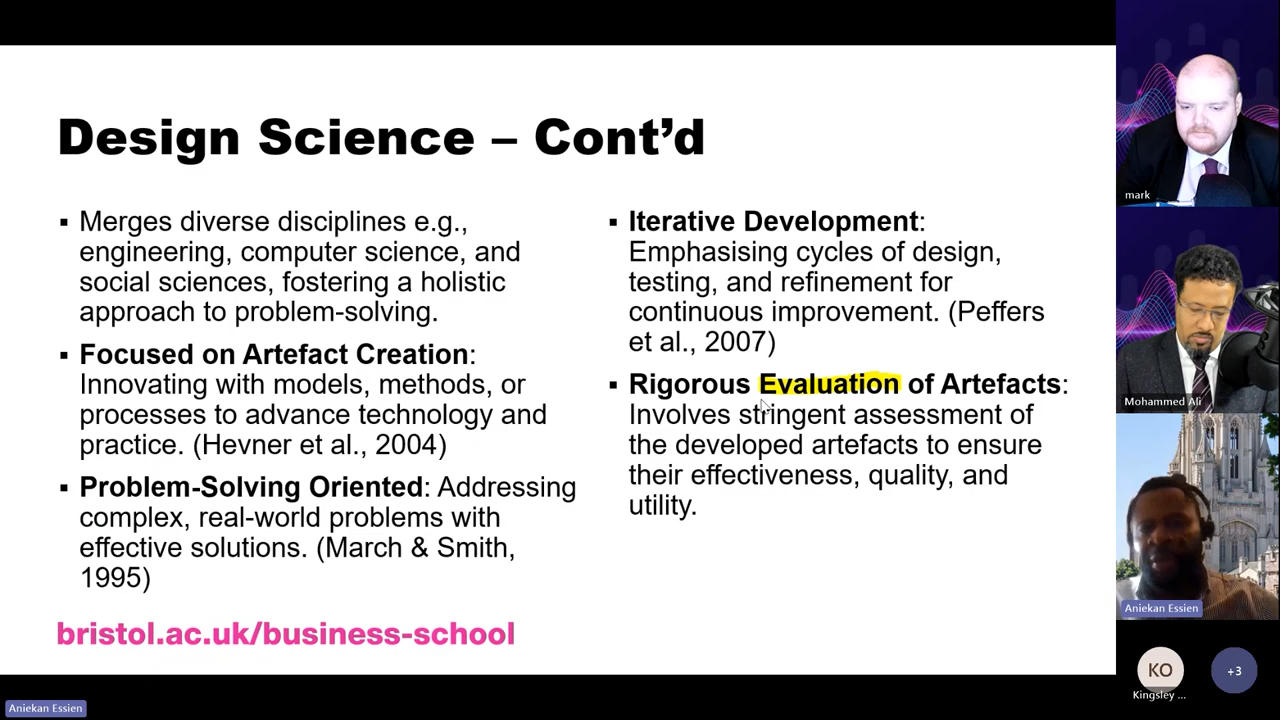 Design Science – Cont’d
▪ Merges diverse disciplines e.g.,
engineering, computer science, and
social sciences, fostering a holistic
approach to problem-solving.
▪ Focused on Artefact Creation:
Innovating with models, methods, or
processes to advance technology and
practice. (Hevner et al., 2004)
▪ Problem-Solving Oriented: Addressing
complex, real-world problems with
effective solutions. (March & Smith,
1995)
▪ Iterative Development:
Emphasising cycles of design,
testing, and refinement for
continuous improvement. (Peffers
et al., 2007)
▪ Rigorous Evaluation of Artefacts:
Involves stringent assessment of
the developed artefacts to ensure
their effectiveness, quality, and
utility.
bristol.ac.uk/business-school
mark
Mohammed Ali
Aniekan Essien
KO
+3
Kingsley ...
Aniekan Essien